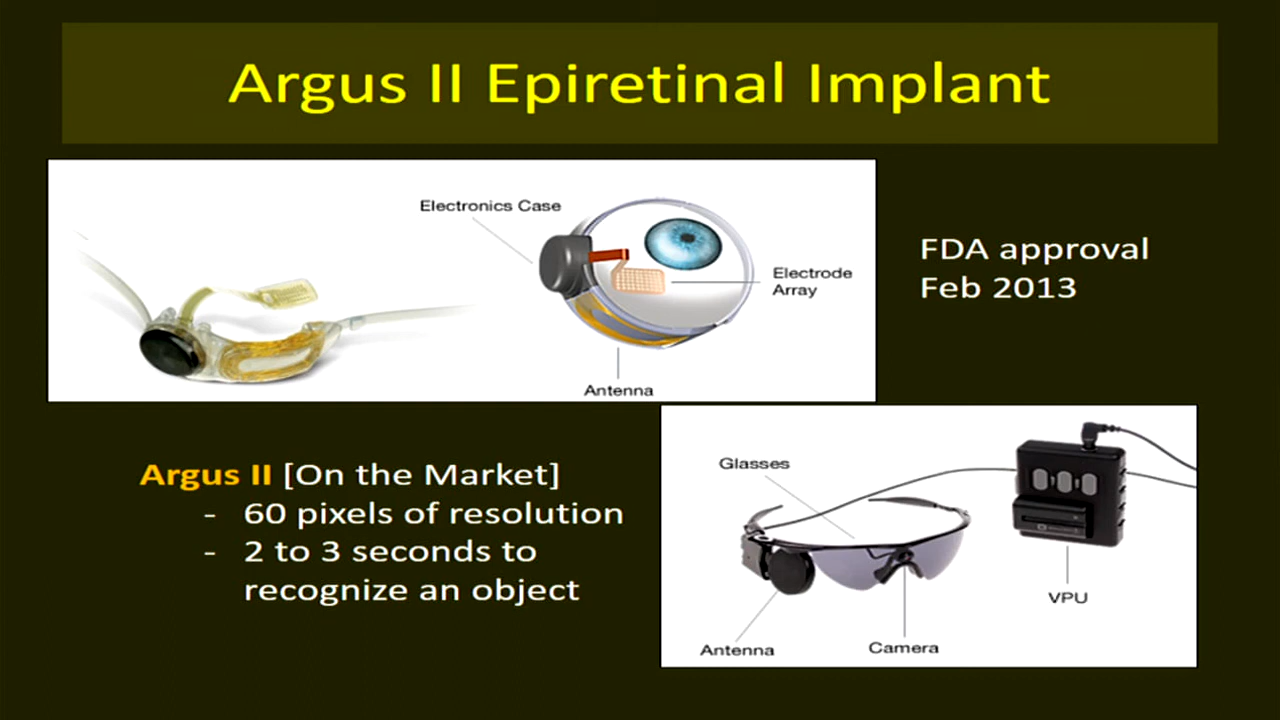 Argus II Epiretinal Implant
Electronics Case
Electrode
Array
Antenna
FDA approval
Feb 2013
Argus II [On the Market]
- 60 pixels of resolution
- 2 to 3 seconds to
recognize an object
Glasses
VPU
Antenna
Camera